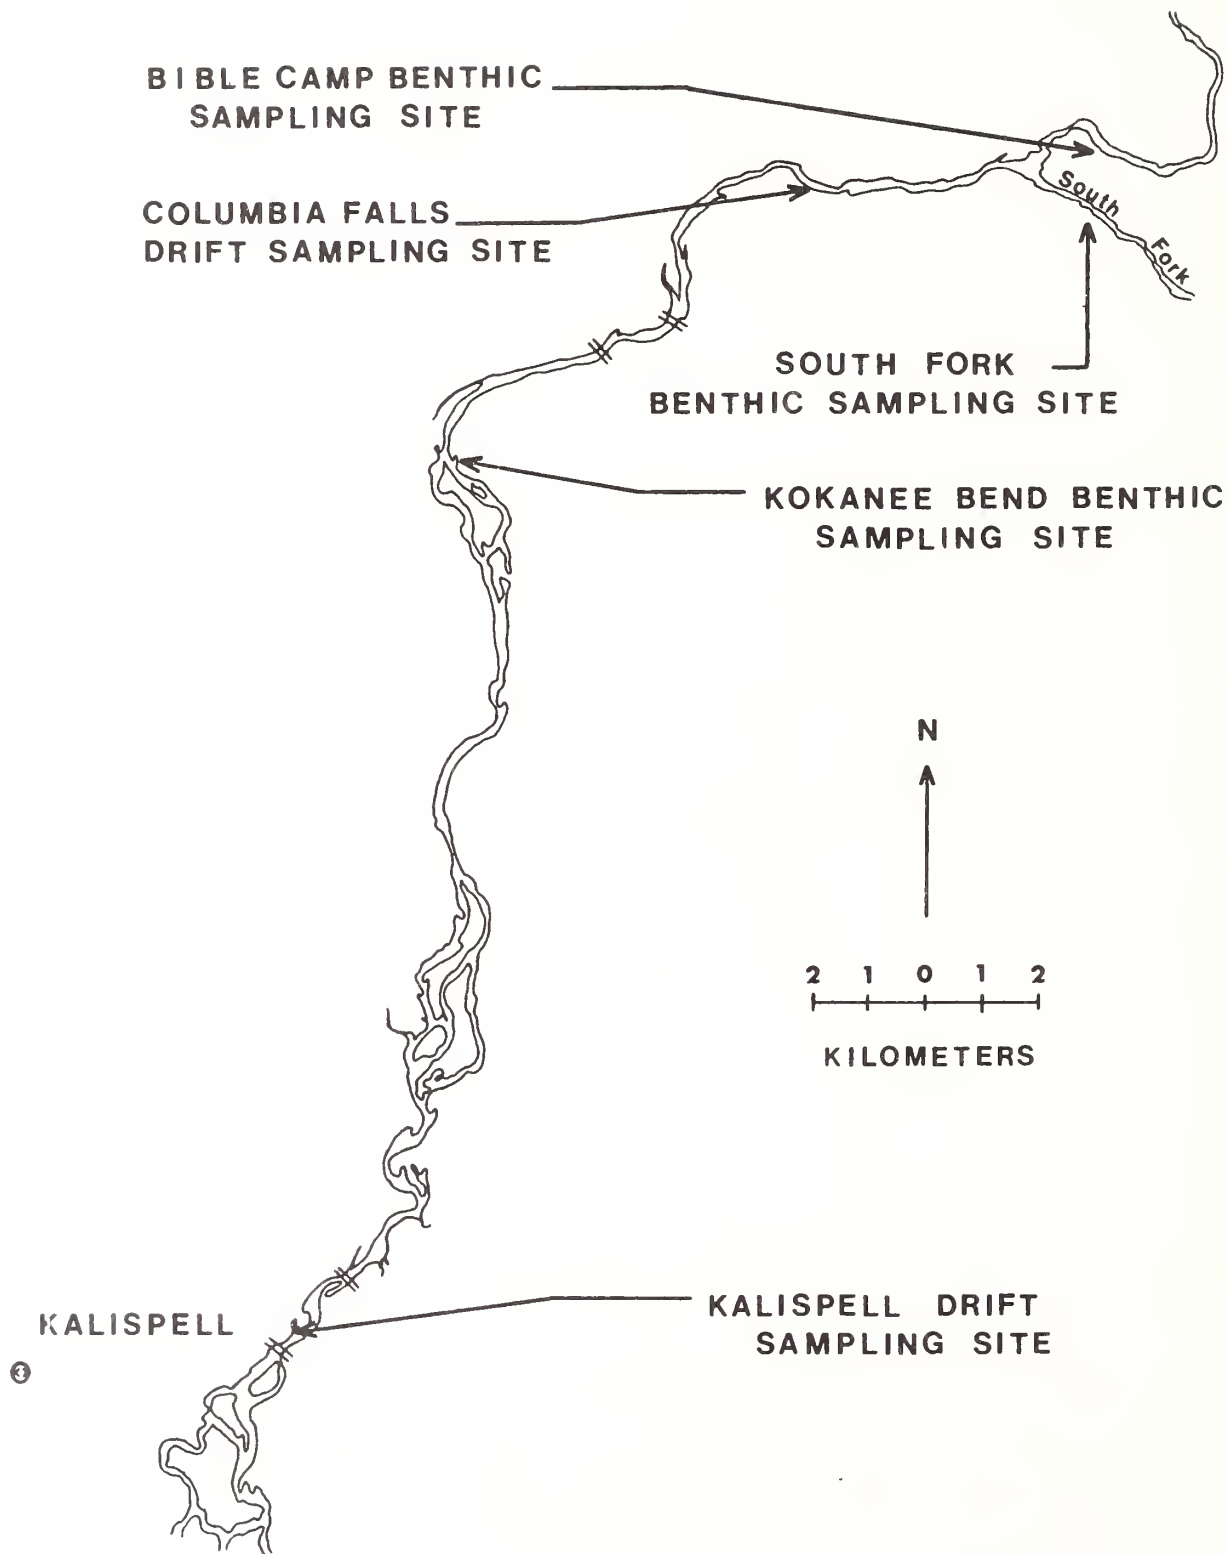 BIBLE CAMP BENTHIC
SAMPLING SITE
COLUMBIA FALLS
DRIFT SAMPLING SITE
South
Fork
SOUTH FORK
BENTHIC SAMPLING SITE
KOKANEE BEND BENTHIC
SAMPLING SITE
N
2 1 0 1 2
KILOMETERS
KALISPELL
KALISPELL DRIFT
SAMPLING SITE